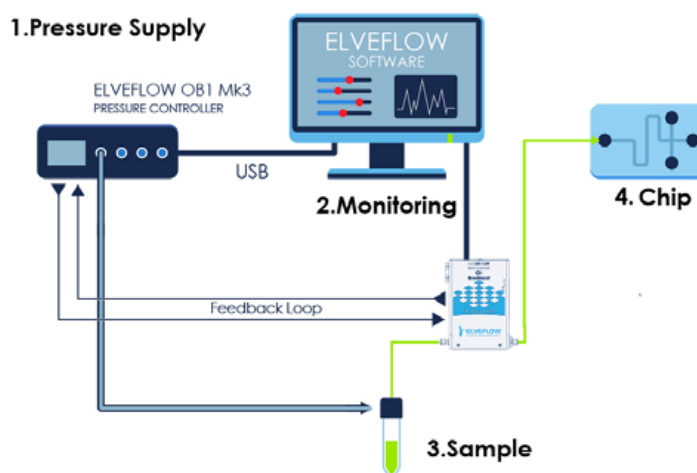 1.Pressure Supply
ELVEFLOW
SOFTWARE
ELVEFLOW OB1 Mk3
PRESSURE CONTROLLER
USB
2.Monitoring
4. Chip
Feedback Loop
ELVEFLOW
3.Sample